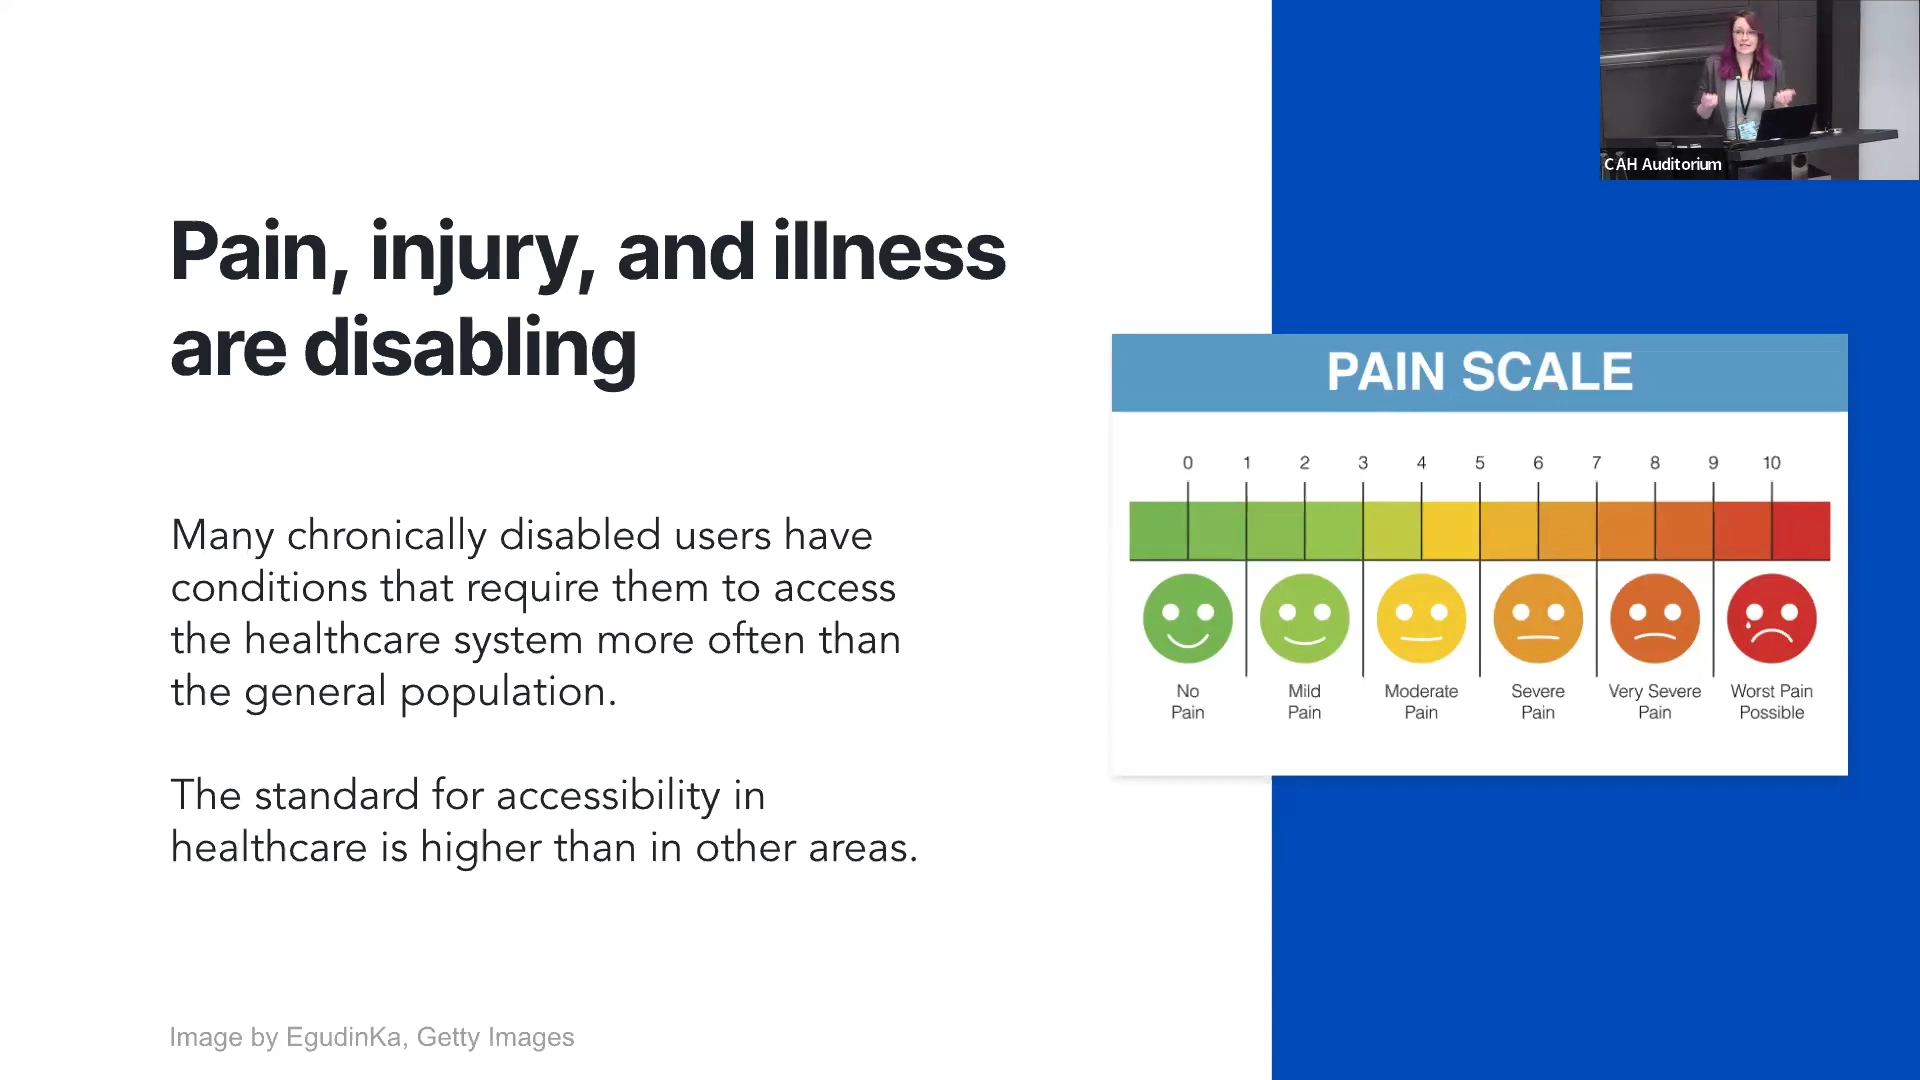 CAH Auditorium
Pain, injury, and illness
are disabling
Many chronically disabled users have
conditions that require them to access
the healthcare system more often than
the general population.
The standard for accessibility in
healthcare is higher than in other areas.
PAIN SCALE
0 1 2 3 4 5 6 7 8 9 10
No Pain
Mild Pain
Moderate Pain
Severe Pain
Very Severe Pain
Worst Pain Possible
Image by EgudinKa, Getty Images